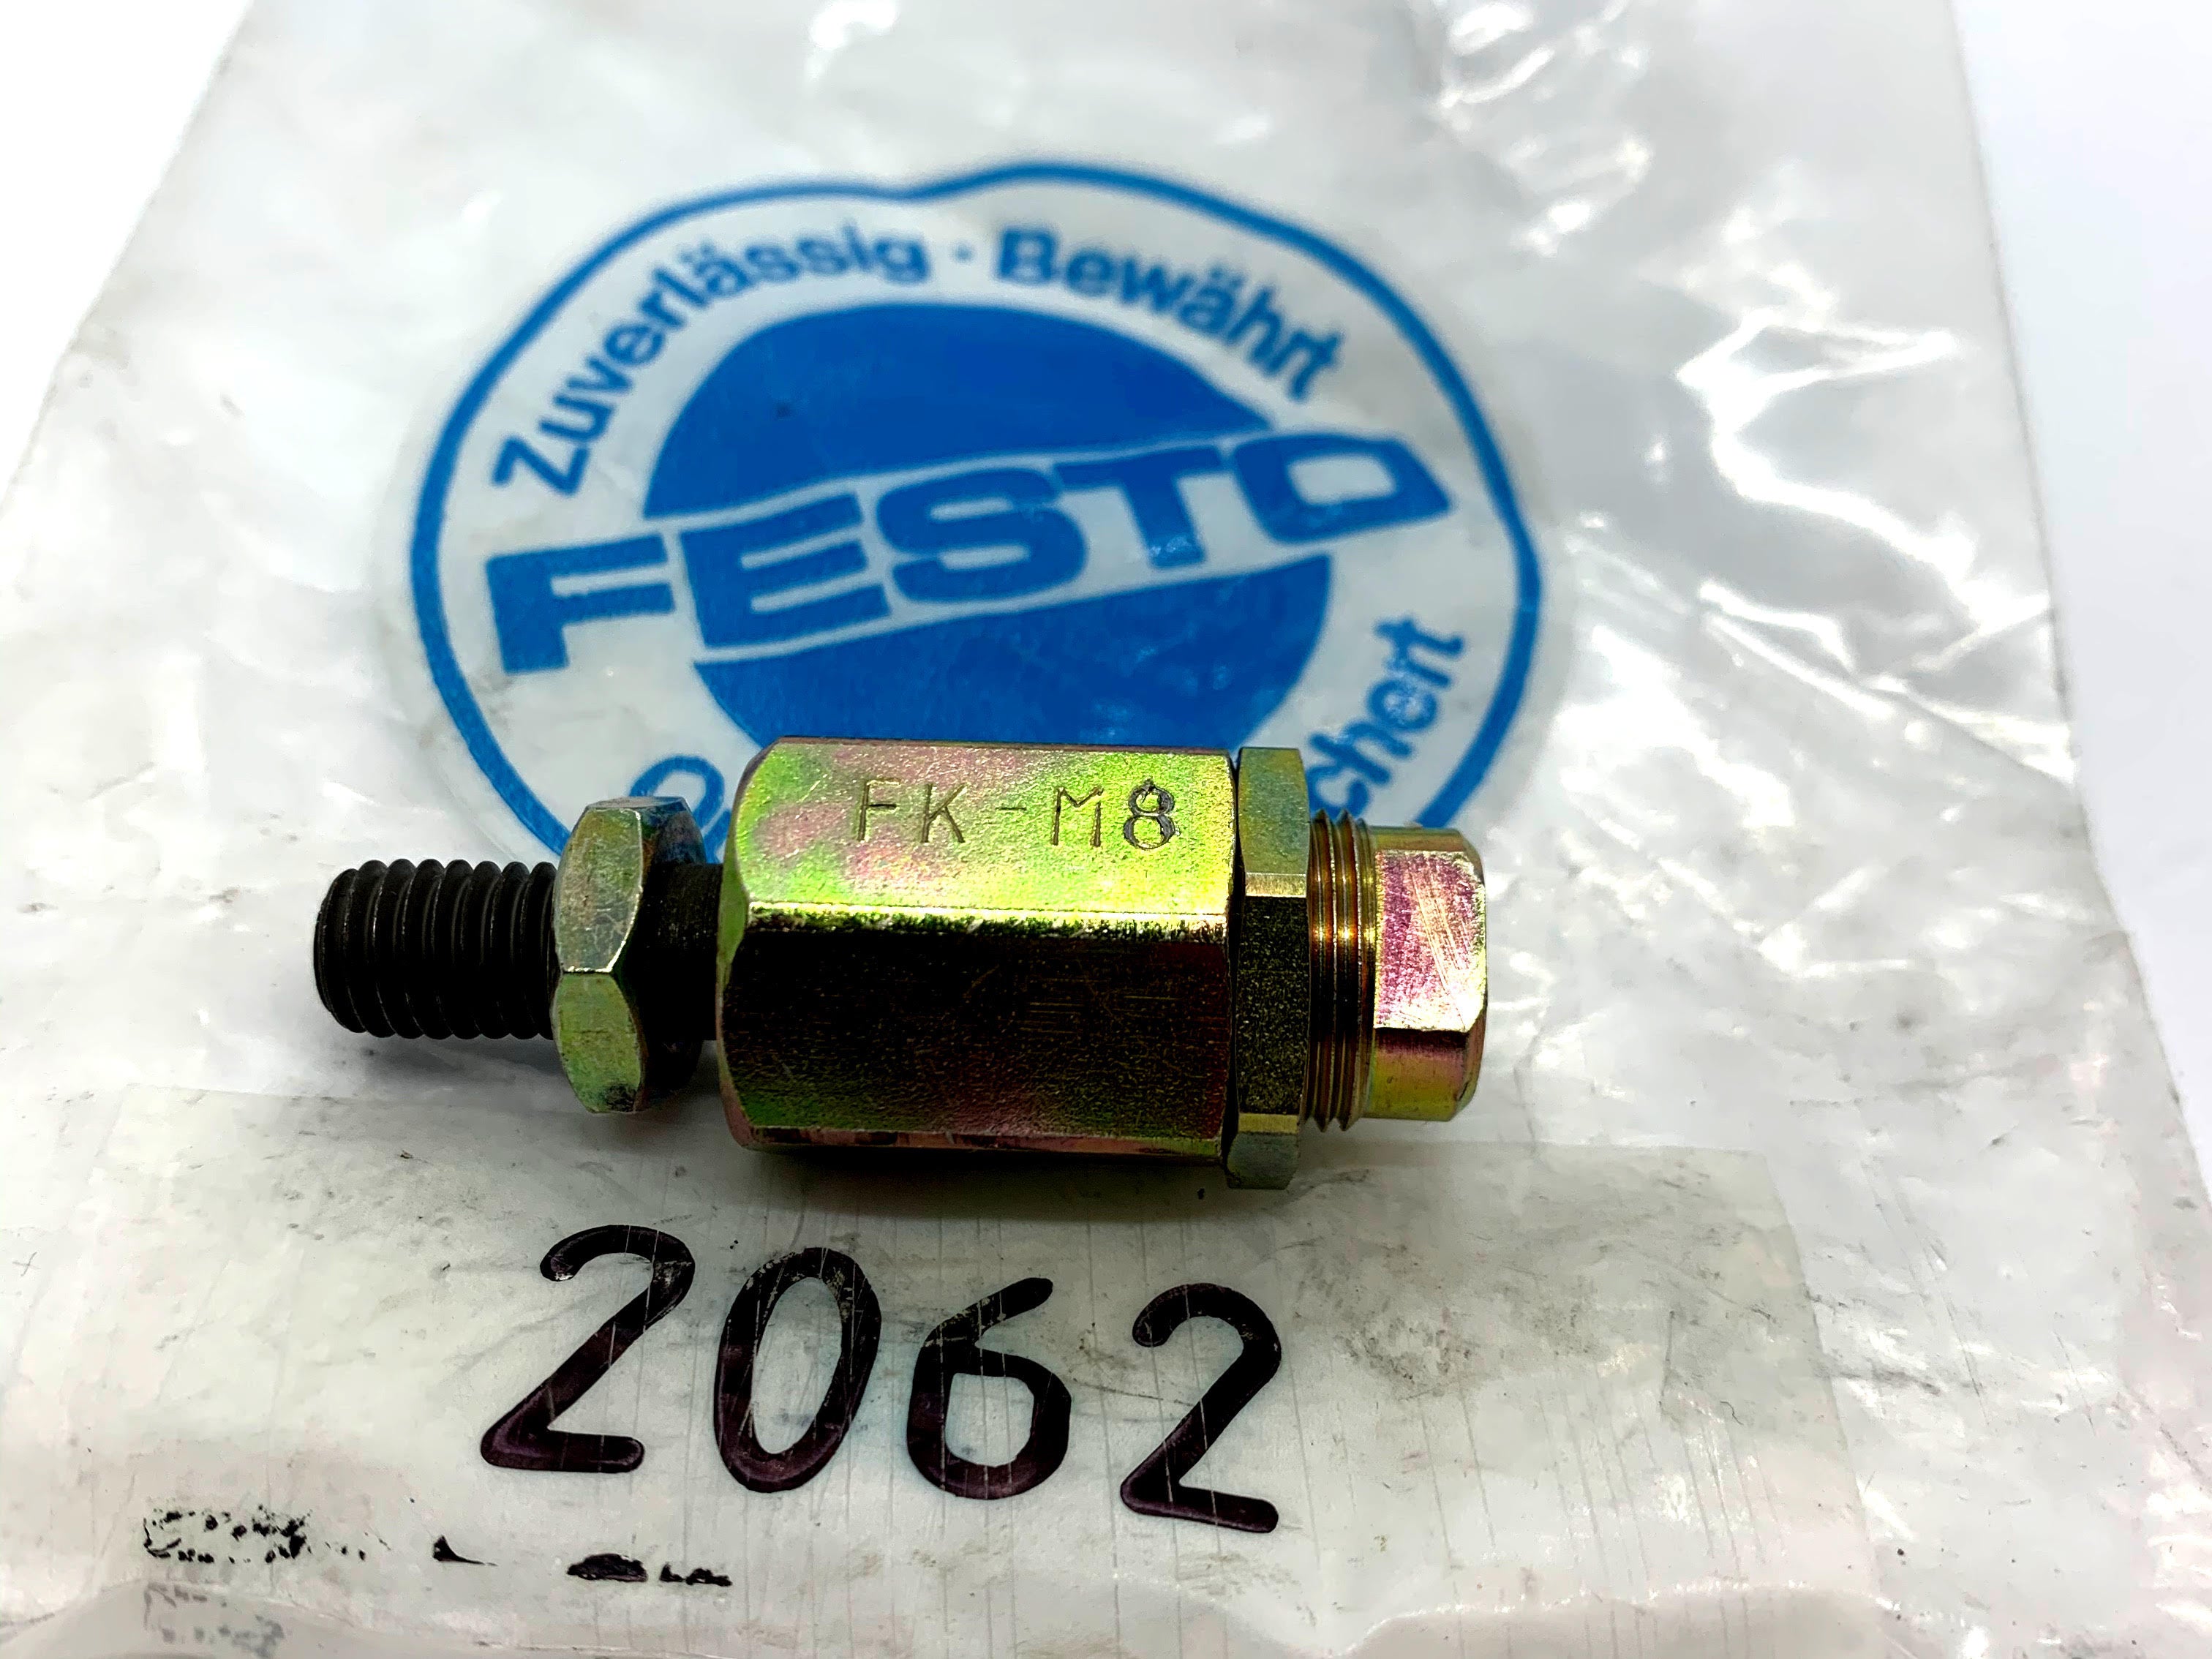 Zuverlässig · Bewährt
FESTO
FK-M8
2062